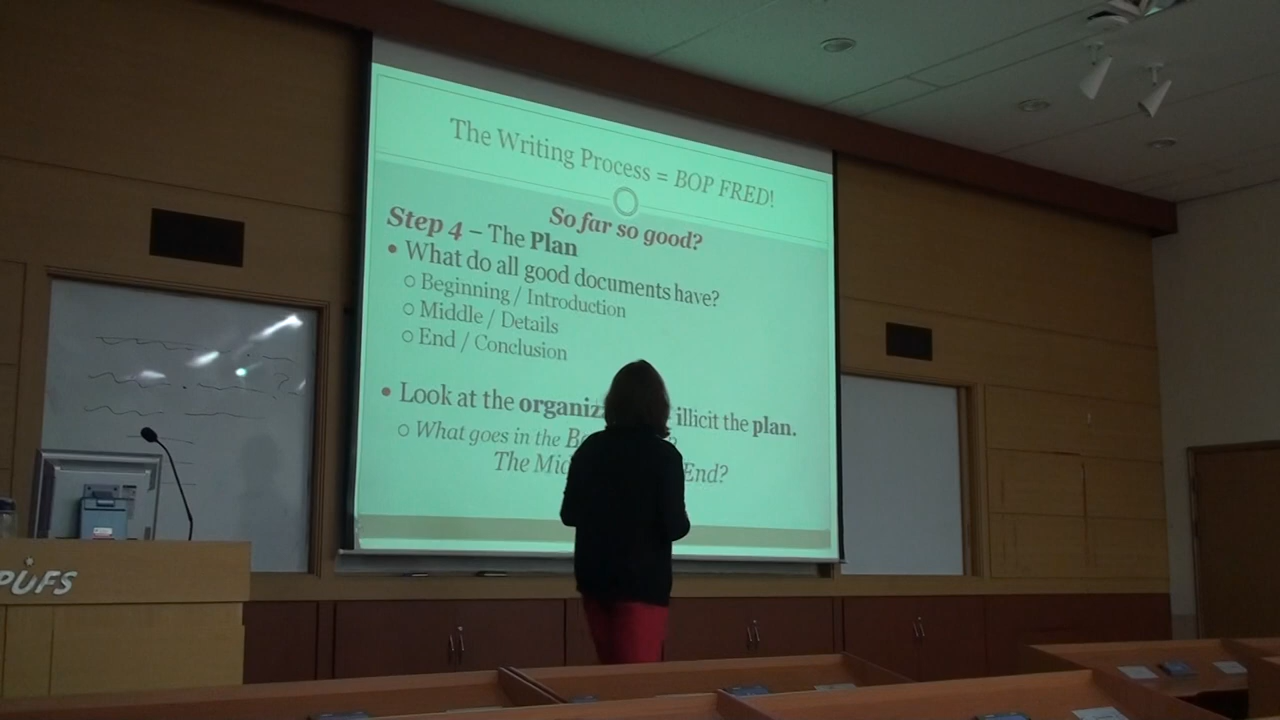 The Writing Process = BOP FRED!
So far so good?
Step 4 – The Plan
• What do all good documents have?
○ Beginning / Introduction
○ Middle / Details
○ End / Conclusion
• Look at the illicit the plan.
○ What goes in the
The End?
PUFS